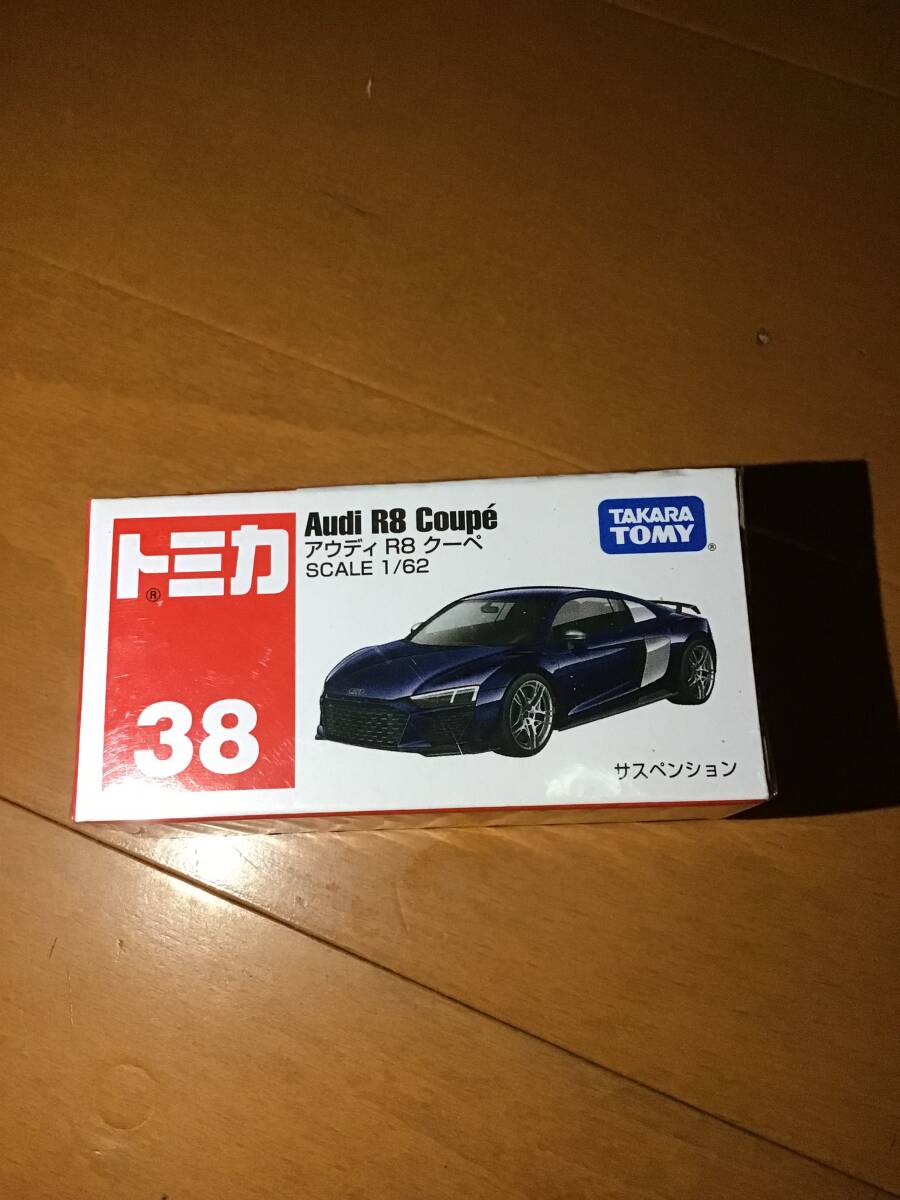 トミカ
®
38
Audi R8 Coupé
アウディ R8 クーペ
SCALE 1/62
TAKARA
TOMY
®
サスペンション